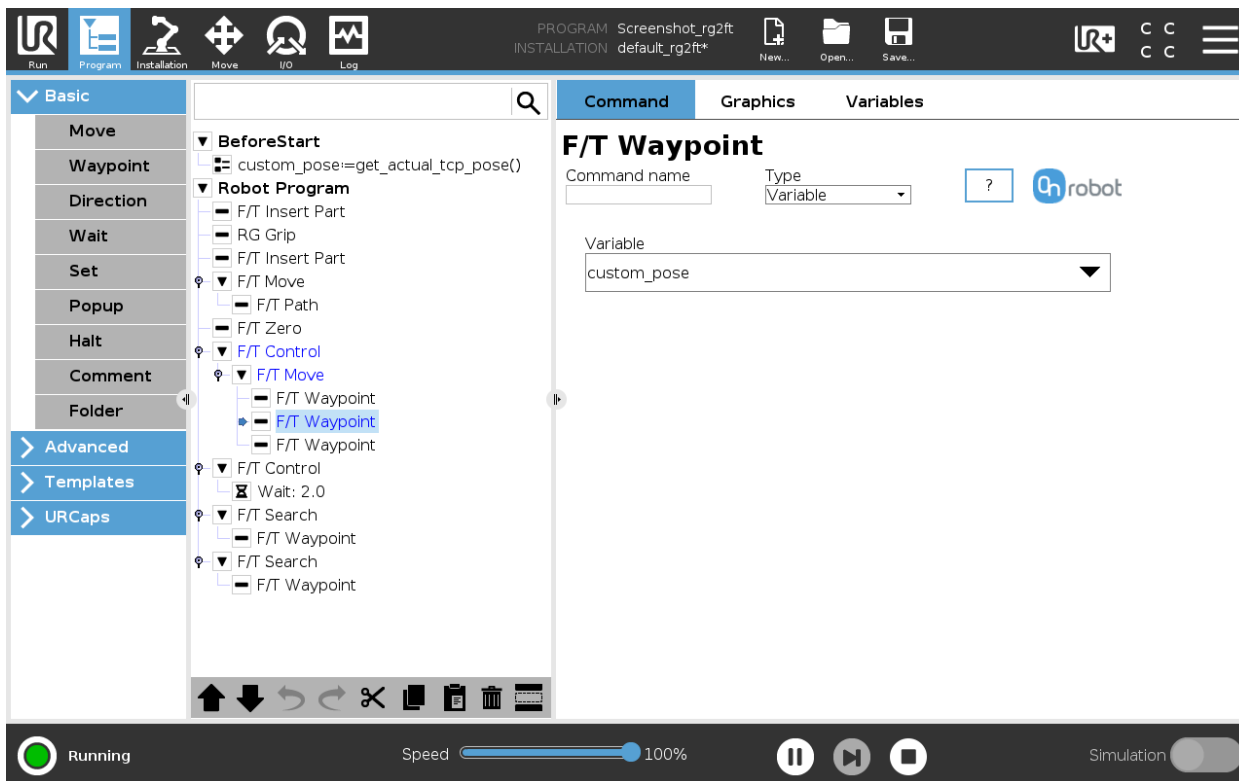 PROGRAM Screenshot_rg2ft
INSTALLATION default_rg2ft*
UR
Run
Program
Installation
Move
I/O
Log
New...
Open...
Save...
UR+
C C
C C
Basic
Move
Waypoint
Direction
Wait
Set
Popup
Halt
Comment
Folder
Advanced
Templates
URCaps
BeforeStart
custom_pose≔get_actual_tcp_pose()
Robot Program
F/T Insert Part
RG Grip
F/T Insert Part
F/T Move
F/T Path
F/T Zero
F/T Control
F/T Move
F/T Waypoint
F/T Waypoint
F/T Waypoint
F/T Control
Wait: 2.0
F/T Search
F/T Waypoint
F/T Search
F/T Waypoint
Command Graphics Variables
F/T Waypoint
Command name Type
Variable
?
On robot
Variable
custom_pose
Running
Speed 100%
Simulation